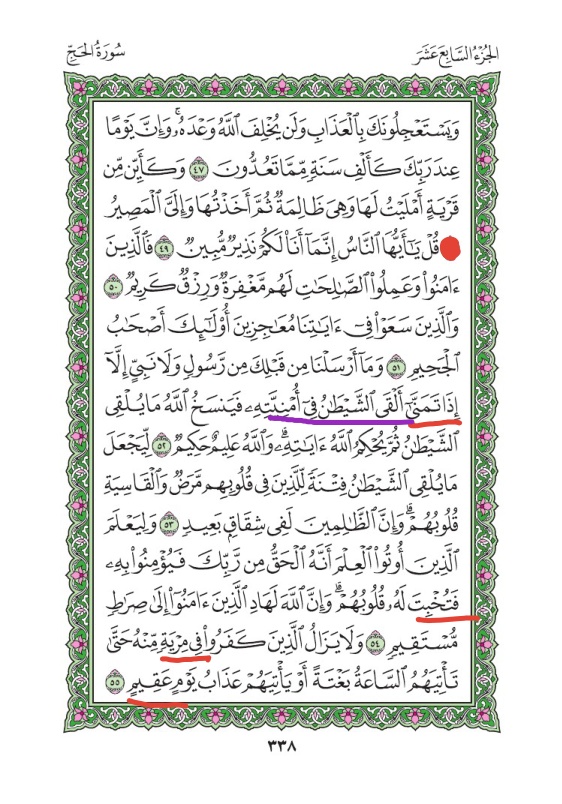 الجزء السابع عشر
سورة الحج
وَيَسْتَعْجِلُونَكَ بِالْعَذَابِ وَلَن يُخْلِفَ اللَّهُ وَعْدَهُۥ ۚ وَإِنَّ يَوْمًا
عِندَ رَبِّكَ كَأَلْفِ سَنَةٍ مِّمَّا تَعُدُّونَ ٤٧ وَكَأَيِّن مِّن
قَرْيَةٍ أَمْلَيْتُ لَهَا وَهِيَ ظَالِمَةٌ ثُمَّ أَخَذْتُهَا وَإِلَيَّ الْمَصِيرُ
قُلْ يَٰٓأَيُّهَا النَّاسُ إِنَّمَآ أَنَا۠ لَكُمْ نَذِيرٌ مُّبِينٌ ٤٩ فَالَّذِينَ
ءَامَنُوا۟ وَعَمِلُوا۟ الصَّٰلِحَٰتِ لَهُم مَّغْفِرَةٌ وَرِزْقٌ كَرِيمٌ ٥٠
وَالَّذِينَ سَعَوْا۟ فِىٓ ءَايَٰتِنَا مُعَٰجِزِينَ أُو۟لَٰٓئِكَ أَصْحَٰبُ
الْجَحِيمِ ٥١ وَمَآ أَرْسَلْنَا مِن قَبْلِكَ مِن رَّسُولٍ وَلَا نَبِىٍّ إِلَّآ
إِذَا تَمَنَّىٰٓ أَلْقَى الشَّيْطَٰنُ فِىٓ أُمْنِيَّتِهِۦ فَيَنسَخُ اللَّهُ مَا يُلْقِى
الشَّيْطَٰنُ ثُمَّ يُحْكِمُ اللَّهُ ءَايَٰتِهِۦ ۗ وَاللَّهُ عَلِيمٌ حَكِيمٌ ٥٢ لِّيَجْعَلَ
مَا يُلْقِى الشَّيْطَٰنُ فِتْنَةً لِّلَّذِينَ فِى قُلُوبِهِم مَّرَضٌ وَالْقَاسِيَةِ
قُلُوبُهُمْ ۗ وَإِنَّ الظَّٰلِمِينَ لَفِى شِقَاقٍۭ بَعِيدٍ ٥٣ وَلِيَعْلَمَ
الَّذِينَ أُوتُوا۟ الْعِلْمَ أَنَّهُ الْحَقُّ مِن رَّبِّكَ فَيُؤْمِنُوا۟ بِهِۦ
فَتُخْبِتَ لَهُۥ قُلُوبُهُمْ ۗ وَإِنَّ اللَّهَ لَهَادِ الَّذِينَ ءَامَنُوٓا۟ إِلَىٰ صِرَٰطٍ
مُّسْتَقِيمٍ ٥٤ وَلَا يَزَالُ الَّذِينَ كَفَرُوا۟ فِى مِرْيَةٍ مِّنْهُ حَتَّىٰ
تَأْتِيَهُمُ السَّاعَةُ بَغْتَةً أَوْ يَأْتِيَهُمْ عَذَابُ يَوْمٍ عَقِيمٍ ٥٥
٣٣٨